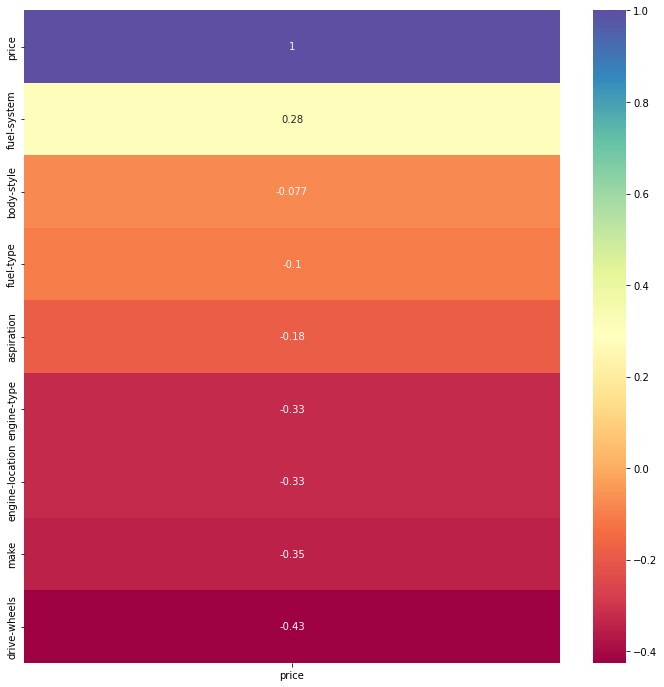 price
1
fuel-system
0.28
body-style
-0.077
fuel-type
-0.1
aspiration
-0.18
engine-type
-0.33
engine-location
-0.33
make
-0.35
drive-wheels
-0.43
price
1.0
0.8
0.6
0.4
0.2
0.0
−0.2
−0.4